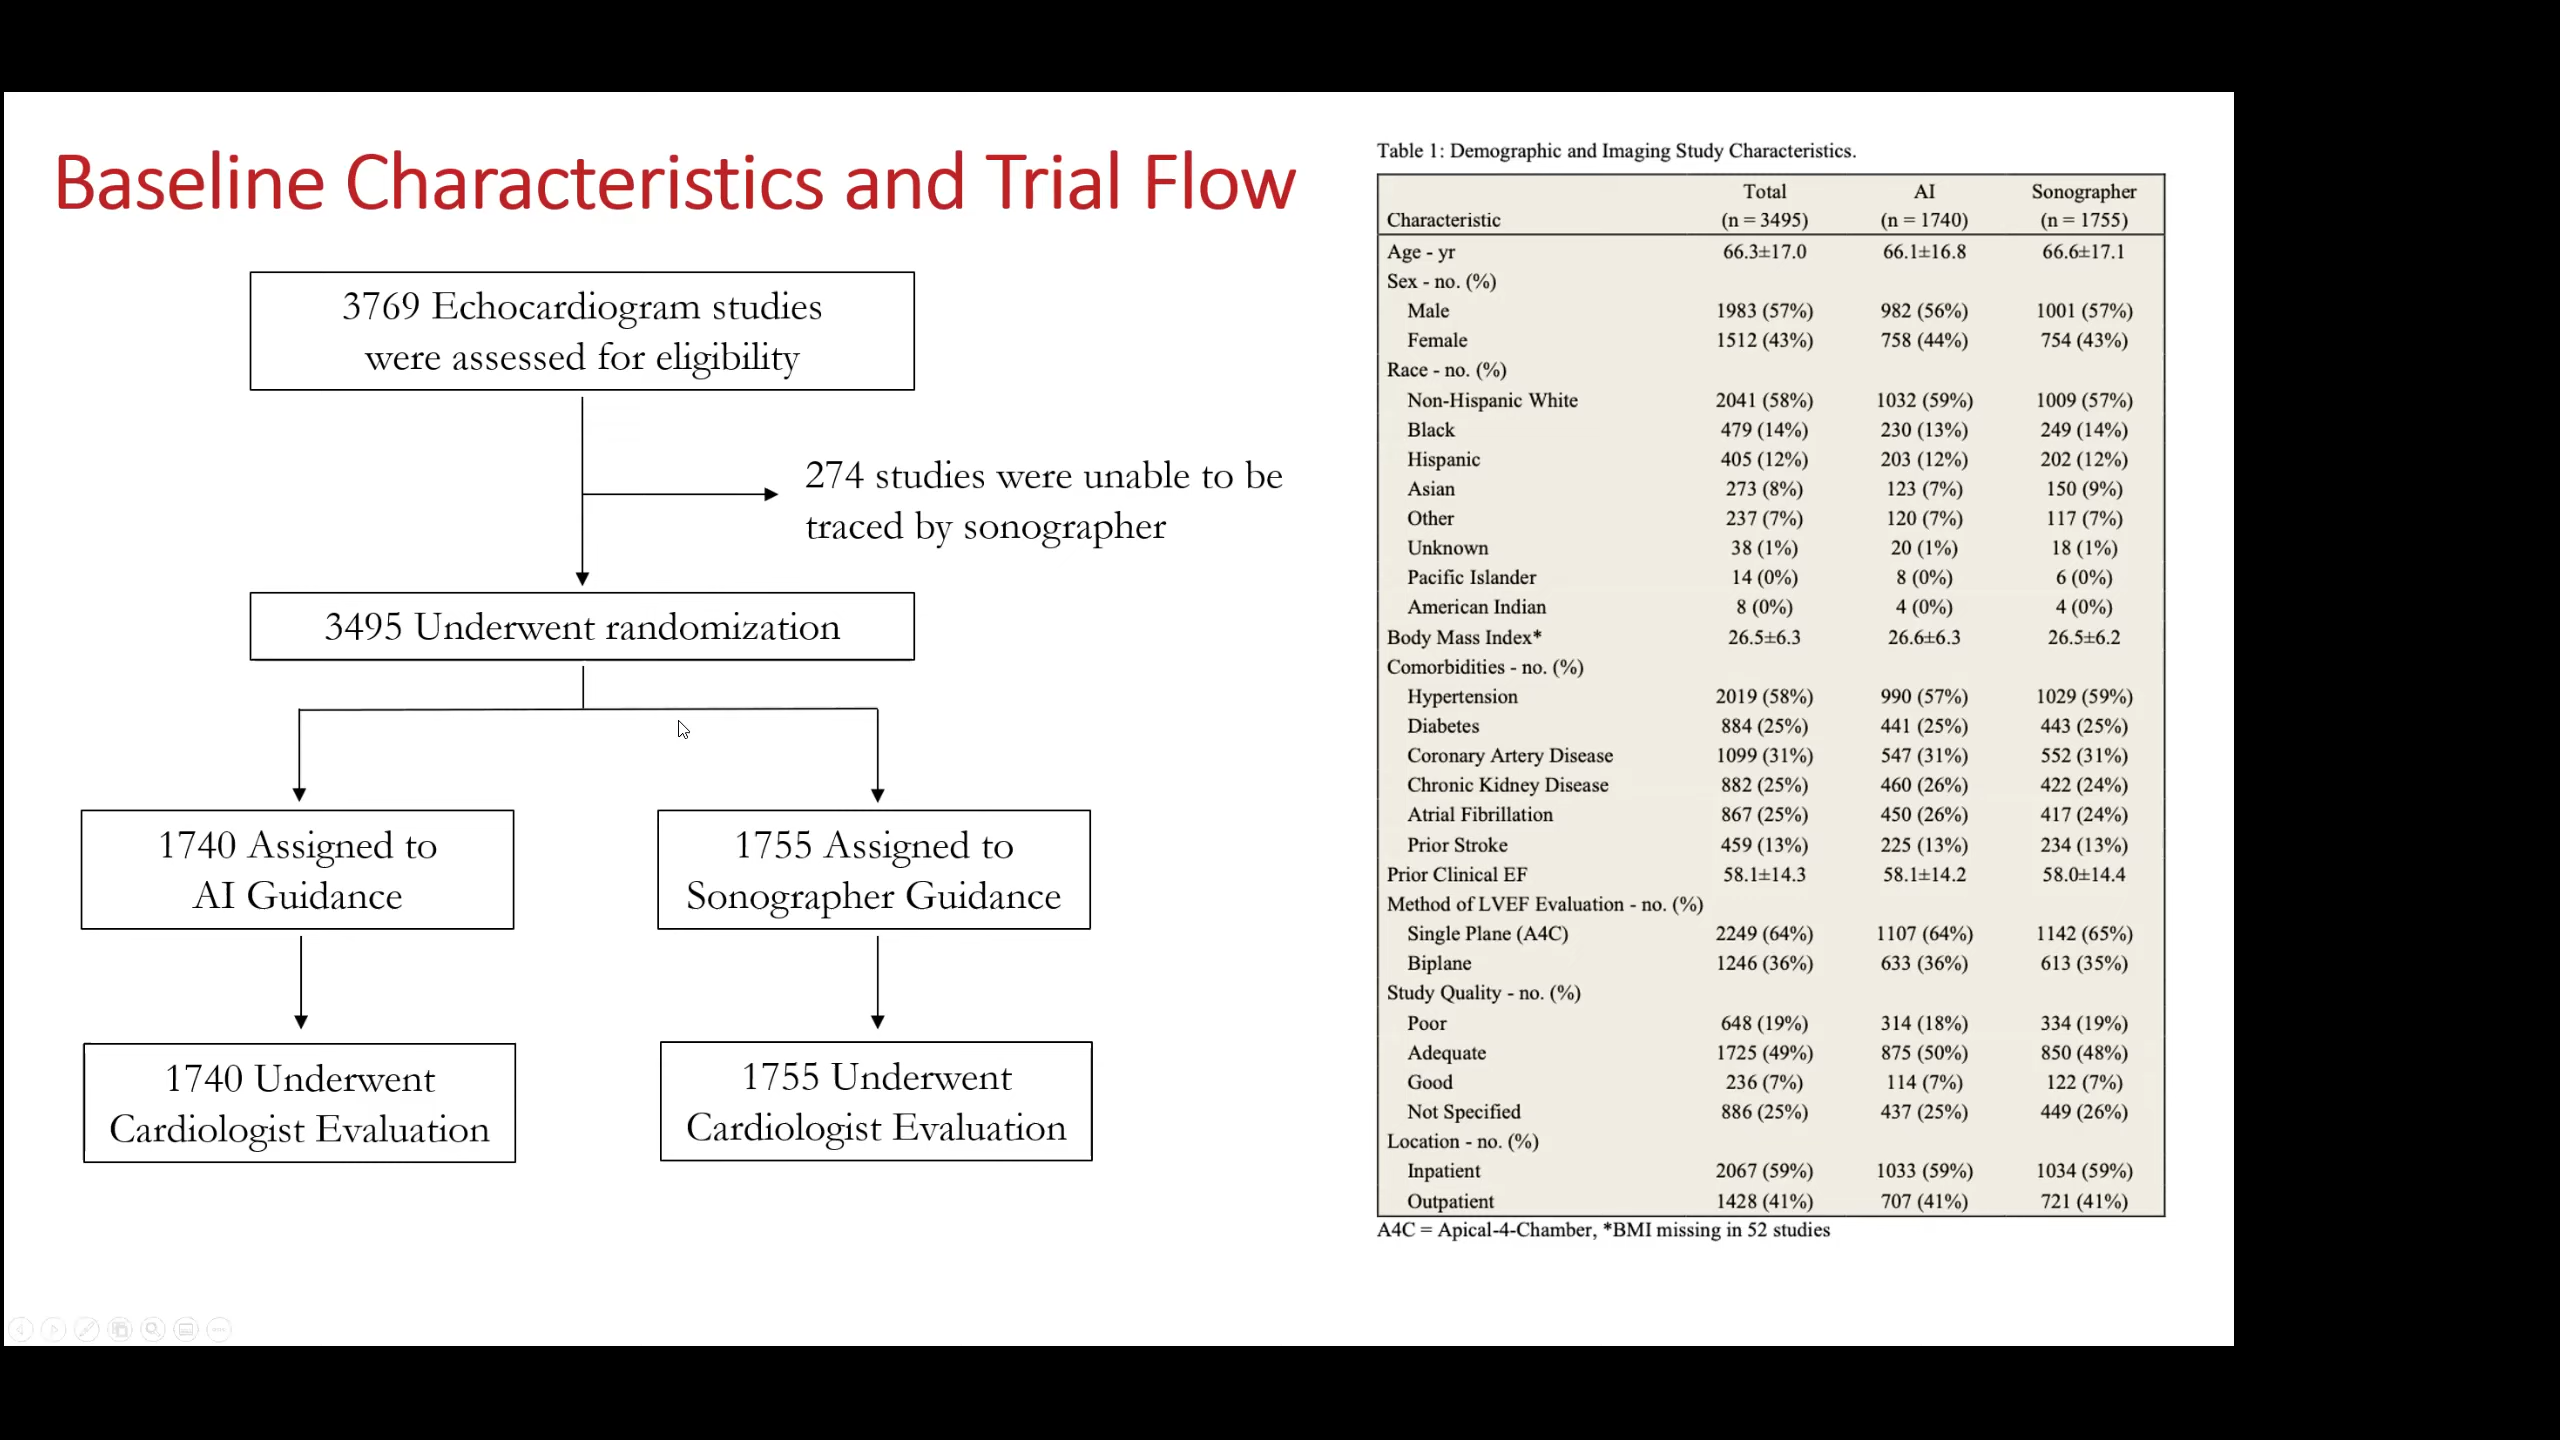 Baseline Characteristics and Trial Flow
3769 Echocardiogram studies
were assessed for eligibility
274 studies were unable to be
traced by sonographer
3495 Underwent randomization
1740 Assigned to
AI Guidance
1755 Assigned to
Sonographer Guidance
1740 Underwent
Cardiologist Evaluation
1755 Underwent
Cardiologist Evaluation
Table 1: Demographic and Imaging Study Characteristics.
Total AI Sonographer
Characteristic (n = 3495) (n = 1740) (n = 1755)
Age - yr 66.3±17.0 66.1±16.8 66.6±17.1
Sex - no. (%)
Male 1983 (57%) 982 (56%) 1001 (57%)
Female 1512 (43%) 758 (44%) 754 (43%)
Race - no. (%)
Non-Hispanic White 2041 (58%) 1032 (59%) 1009 (57%)
Black 479 (14%) 230 (13%) 249 (14%)
Hispanic 405 (12%) 203 (12%) 202 (12%)
Asian 273 (8%) 123 (7%) 150 (9%)
Other 237 (7%) 120 (7%) 117 (7%)
Unknown 38 (1%) 20 (1%) 18 (1%)
Pacific Islander 14 (0%) 8 (0%) 6 (0%)
American Indian 8 (0%) 4 (0%) 4 (0%)
Body Mass Index* 26.5±6.3 26.6±6.3 26.5±6.2
Comorbidities - no. (%)
Hypertension 2019 (58%) 990 (57%) 1029 (59%)
Diabetes 884 (25%) 441 (25%) 443 (25%)
Coronary Artery Disease 1099 (31%) 547 (31%) 552 (31%)
Chronic Kidney Disease 882 (25%) 460 (26%) 422 (24%)
Atrial Fibrillation 867 (25%) 450 (26%) 417 (24%)
Prior Stroke 459 (13%) 225 (13%) 234 (13%)
Prior Clinical EF 58.1±14.3 58.1±14.2 58.0±14.4
Method of LVEF Evaluation - no. (%)
Single Plane (A4C) 2249 (64%) 1107 (64%) 1142 (65%)
Biplane 1246 (36%) 633 (36%) 613 (35%)
Study Quality - no. (%)
Poor 648 (19%) 314 (18%) 334 (19%)
Adequate 1725 (49%) 875 (50%) 850 (48%)
Good 236 (7%) 114 (7%) 122 (7%)
Not Specified 886 (25%) 437 (25%) 449 (26%)
Location - no. (%)
Inpatient 2067 (59%) 1033 (59%) 1034 (59%)
Outpatient 1428 (41%) 707 (41%) 721 (41%)
A4C = Apical-4-Chamber, *BMI missing in 52 studies